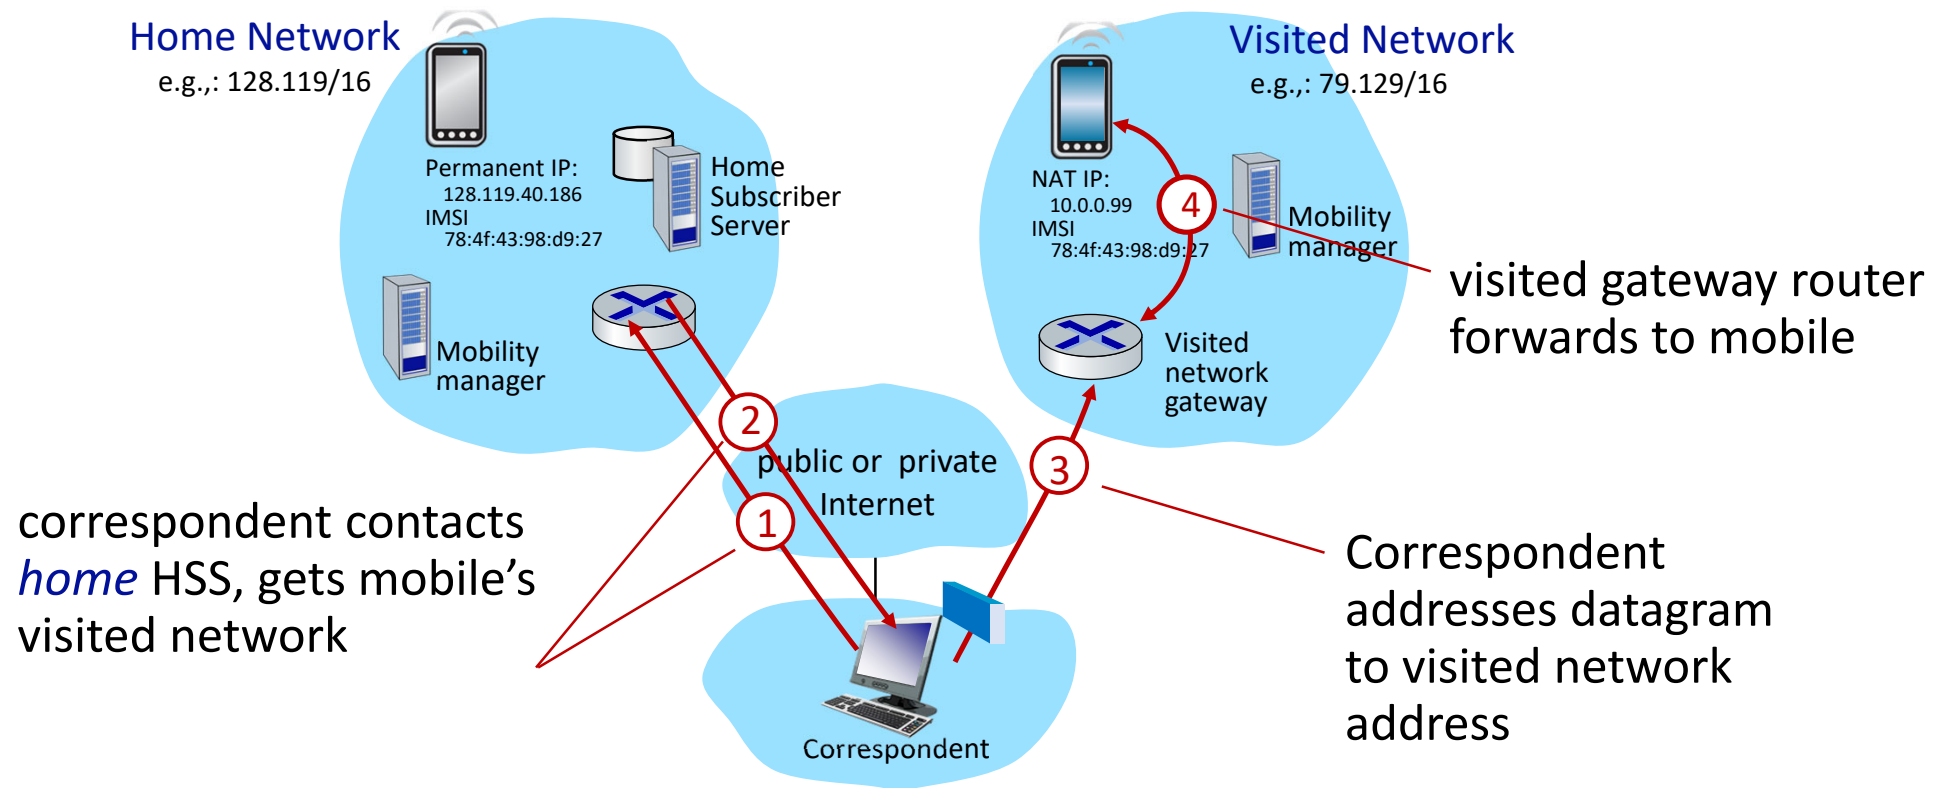 Home Network
e.g.,: 128.119/16
Permanent IP:
128.119.40.186
IMSI
78:4f:43:98:d9:27
Home
Subscriber
Server
Mobility
manager
Visited Network
e.g.,: 79.129/16
NAT IP:
10.0.0.99
IMSI
78:4f:43:98:d9:27
4
Mobility
manager
Visited
network
gateway
visited gateway router
forwards to mobile
2
public or  private
Internet
1
3
correspondent contacts
home HSS, gets mobile’s
visited network
Correspondent
addresses datagram
to visited network
address
Correspondent